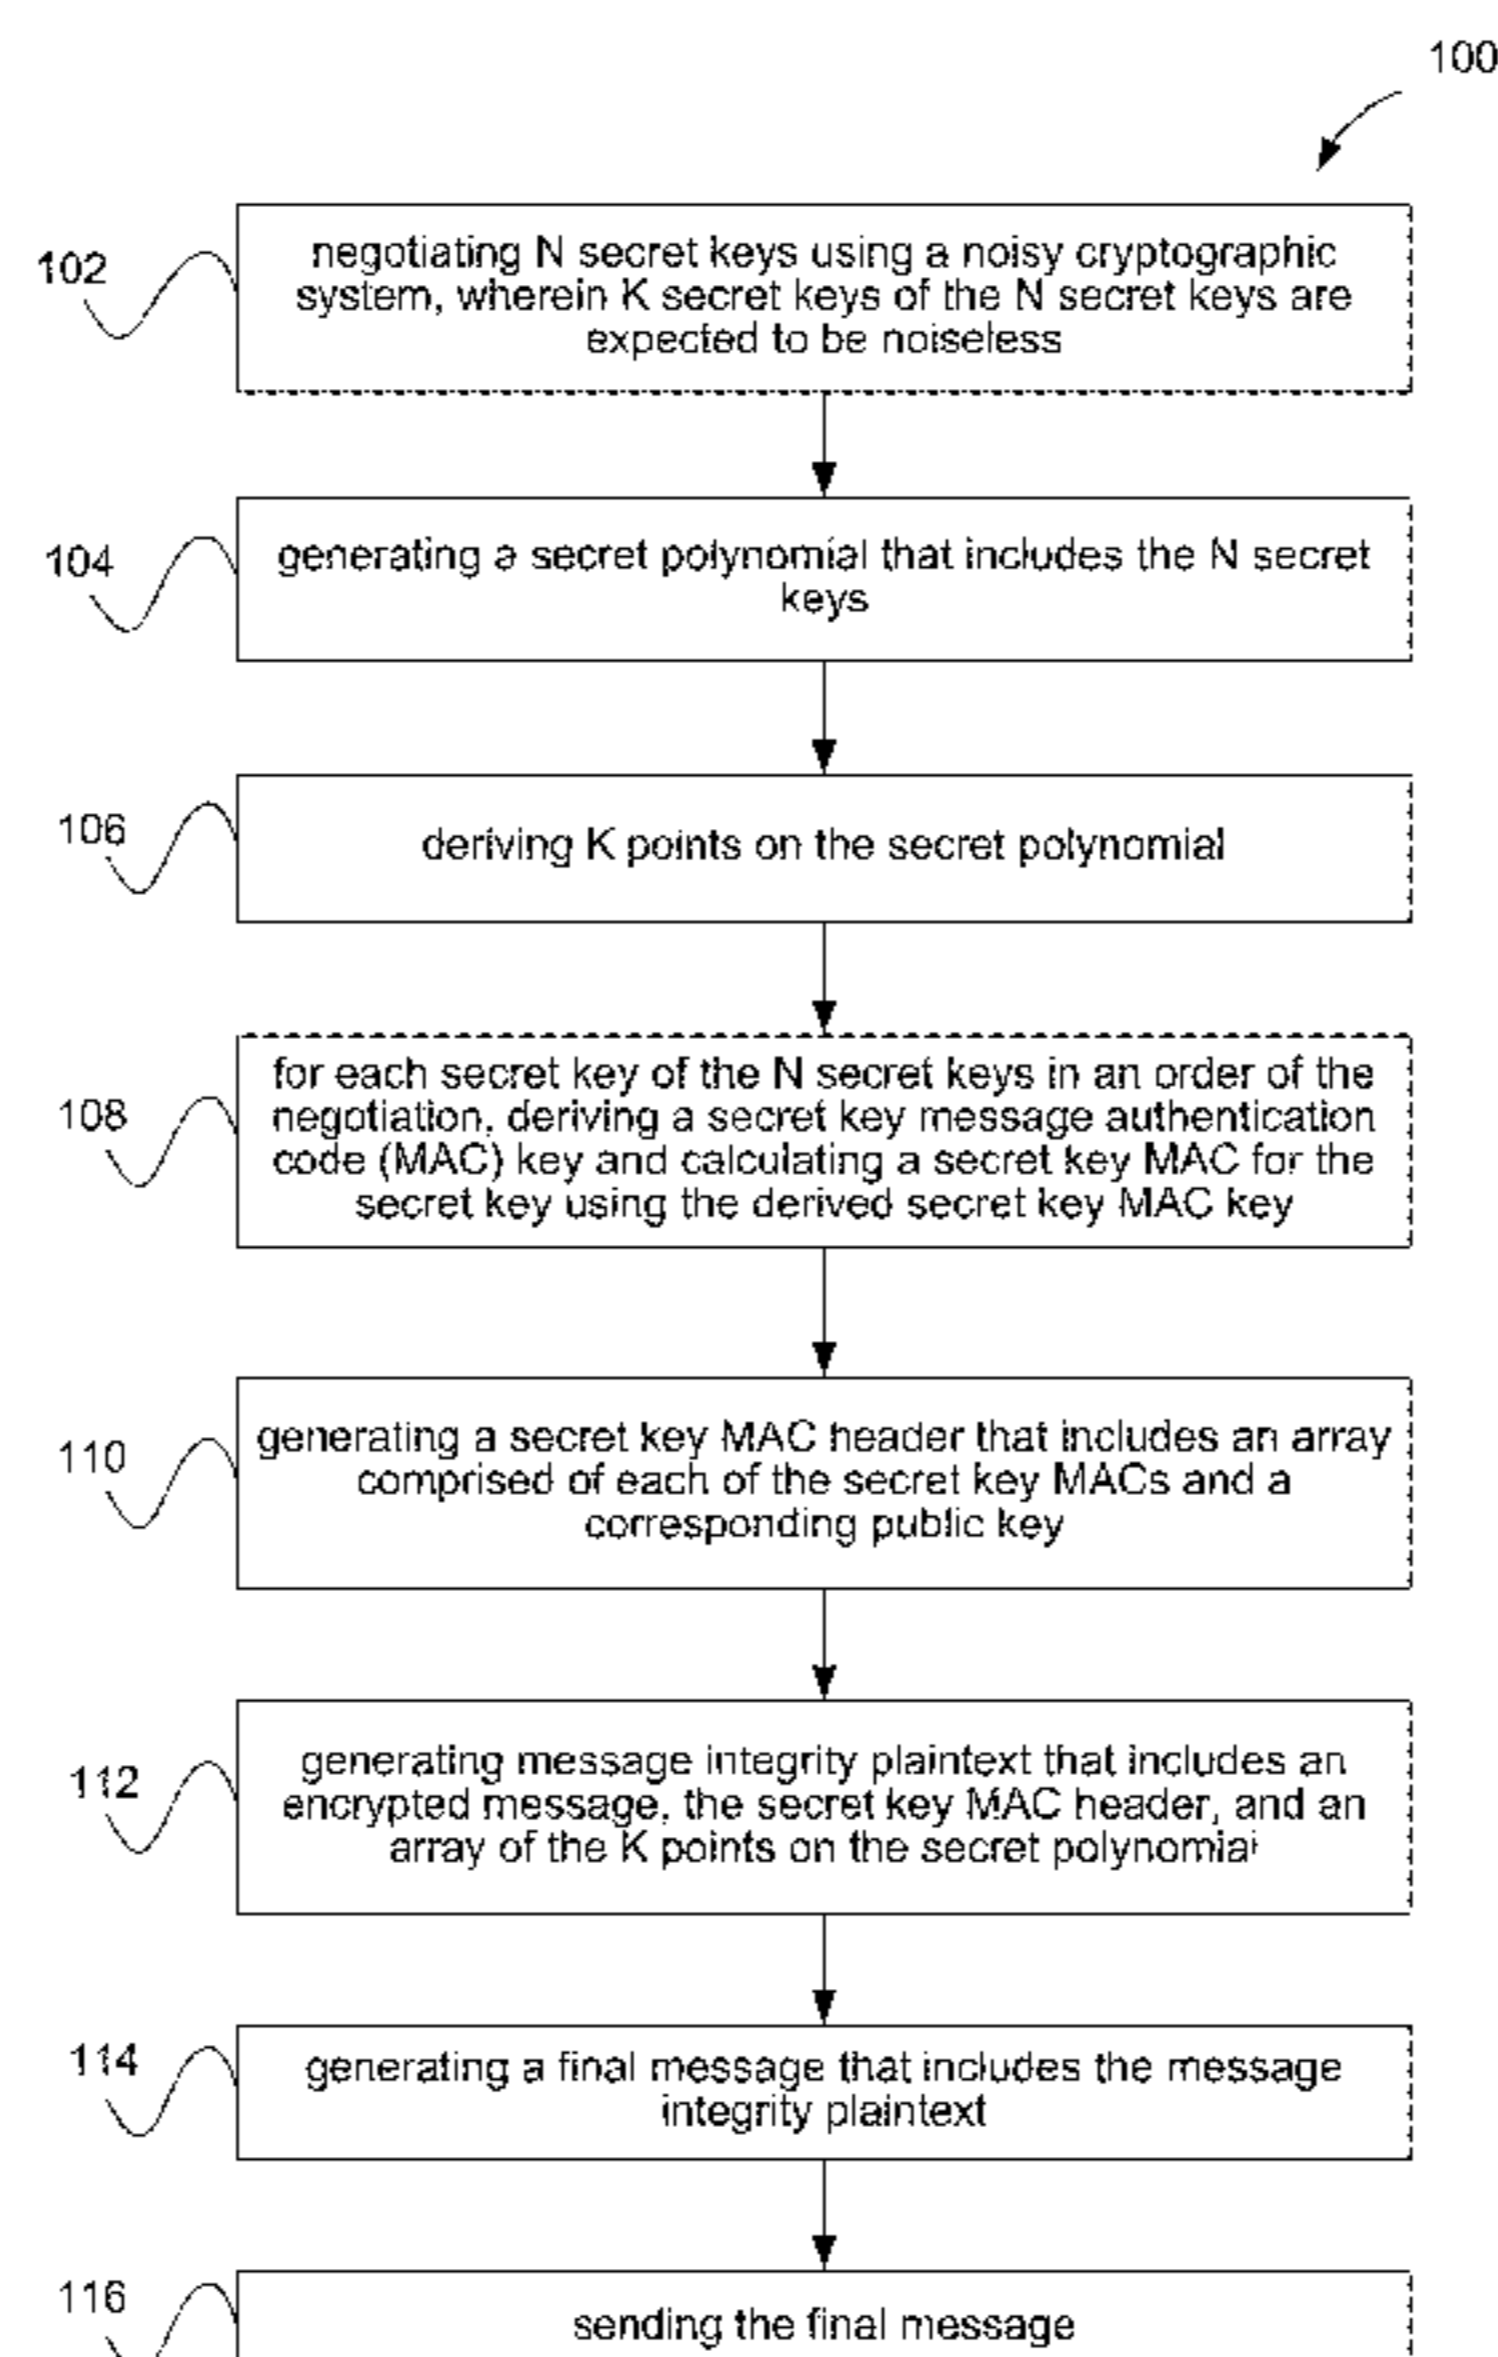 100
102
negotiating N secret keys using a noisy cryptographic
system, wherein K secret keys of the N secret keys are
expected to be noiseless
104
generating a secret polynomial that includes the N secret
keys
106
deriving K points on the secret polynomial
108
for each secret key of the N secret keys in an order of the
negotiation, deriving a secret key message authentication
code (MAC) key and calculating a secret key MAC for the
secret key using the derived secret key MAC key
110
generating a secret key MAC header that includes an array
comprised of each of the secret key MACs and a
corresponding public key
112
generating message integrity plaintext that includes an
encrypted message, the secret key MAC header, and an
array of the K points on the secret polynomial
114
generating a final message that includes the message
integrity plaintext
116
sending the final message